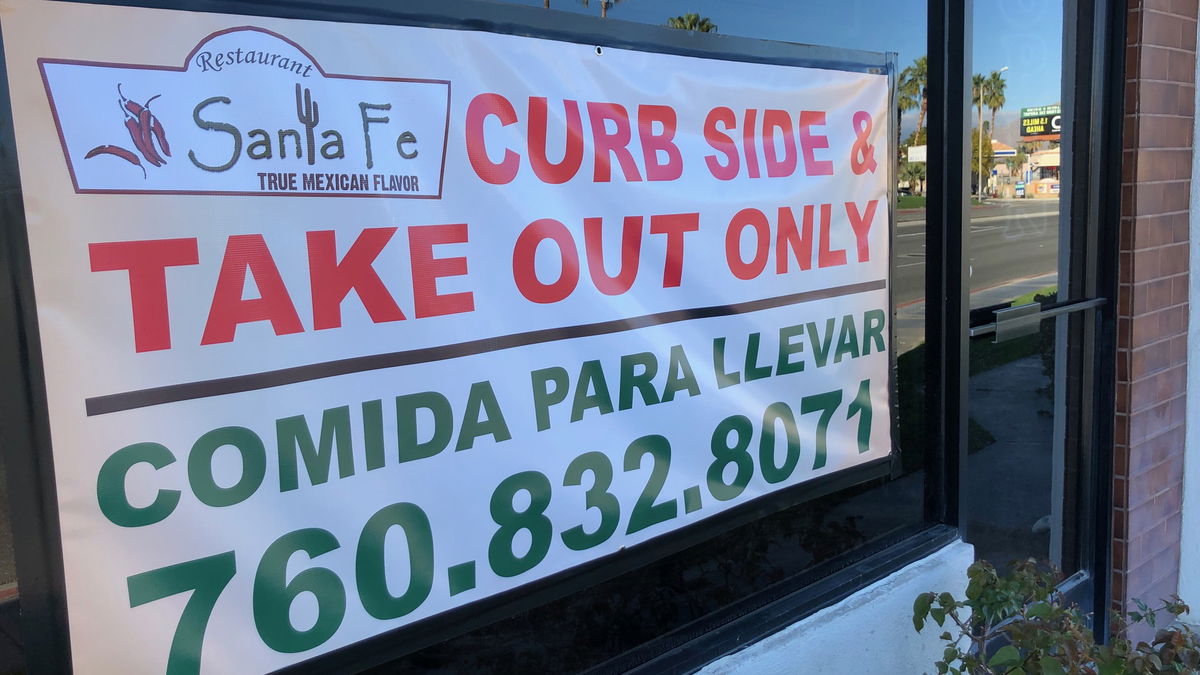 Restaurant
Santa Fe
TRUE MEXICAN FLAVOR
CURB SIDE &
TAKE OUT ONLY
COMIDA PARA LLEVAR
760.832.8071